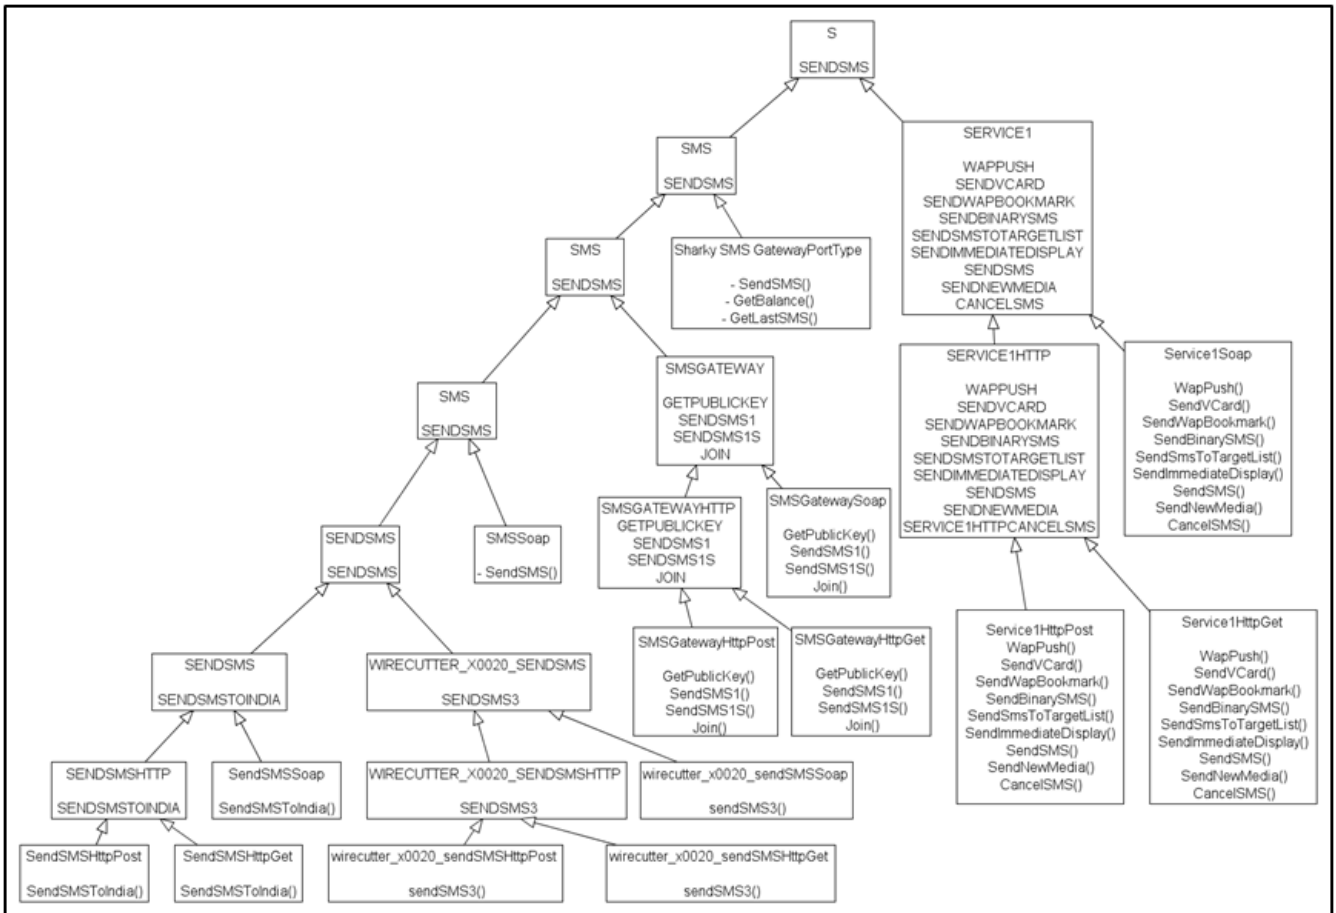 S
SENDSMS
SMS
SENDSMS
SERVICE1
WAPPUSH
SENDVCARD
SENDWAPBOOKMARK
SENDBINARYSMS
SENDSMSTOTARGETLIST
SENDIMMEDIATEDISPLAY
SENDSMS
SENDNEWMEDIA
CANCELSMS
SMS
SENDSMS
Sharky SMS GatewayPortType
- SendSMS()
- GetBalance()
- GetLastSMS()
SMS
SENDSMS
SMSGATEWAY
GETPUBLICKEY
SENDSMS1
SENDSMS1S
JOIN
SERVICE1HTTP
WAPPUSH
SENDVCARD
SENDWAPBOOKMARK
SENDBINARYSMS
SENDSMSTOTARGETLIST
SENDIMMEDIATEDISPLAY
SENDSMS
SENDNEWMEDIA
SERVICE1HTTPCANCELSMS
Service1Soap
WapPush()
SendVCard()
SendWapBookmark()
SendBinarySMS()
SendSmsToTargetList()
SendImmediateDisplay()
SendSMS()
SendNewMedia()
CancelSMS()
SENDSMS
SENDSMS
SMSSoap
- SendSMS()
SMSGATEWAYHTTP
GETPUBLICKEY
SENDSMS1
SENDSMS1S
JOIN
SMSGatewaySoap
GetPublicKey()
SendSMS1()
SendSMS1S()
Join()
SENDSMS
SENDSMSTOINDIA
WIRECUTTER_X0020_SENDSMS
SENDSMS3
SMSGatewayHttpPost
GetPublicKey()
SendSMS1()
SendSMS1S()
Join()
SMSGatewayHttpGet
GetPublicKey()
SendSMS1()
SendSMS1S()
Join()
Service1HttpPost
WapPush()
SendVCard()
SendWapBookmark()
SendBinarySMS()
SendSmsToTargetList()
SendImmediateDisplay()
SendSMS()
SendNewMedia()
CancelSMS()
Service1HttpGet
WapPush()
SendVCard()
SendWapBookmark()
SendBinarySMS()
SendSmsToTargetList()
SendImmediateDisplay()
SendSMS()
SendNewMedia()
CancelSMS()
SENDSMSHTTP
SENDSMSTOINDIA
SendSMSSoap
SendSMSToIndia()
WIRECUTTER_X0020_SENDSMSHTTP
SENDSMS3
wirecutter_x0020_sendSMSSoap
sendSMS3()
SendSMSHttpPost
SendSMSToIndia()
SendSMSHttpGet
SendSMSToIndia()
wirecutter_x0020_sendSMSHttpPost
sendSMS3()
wirecutter_x0020_sendSMSHttpGet
sendSMS3()